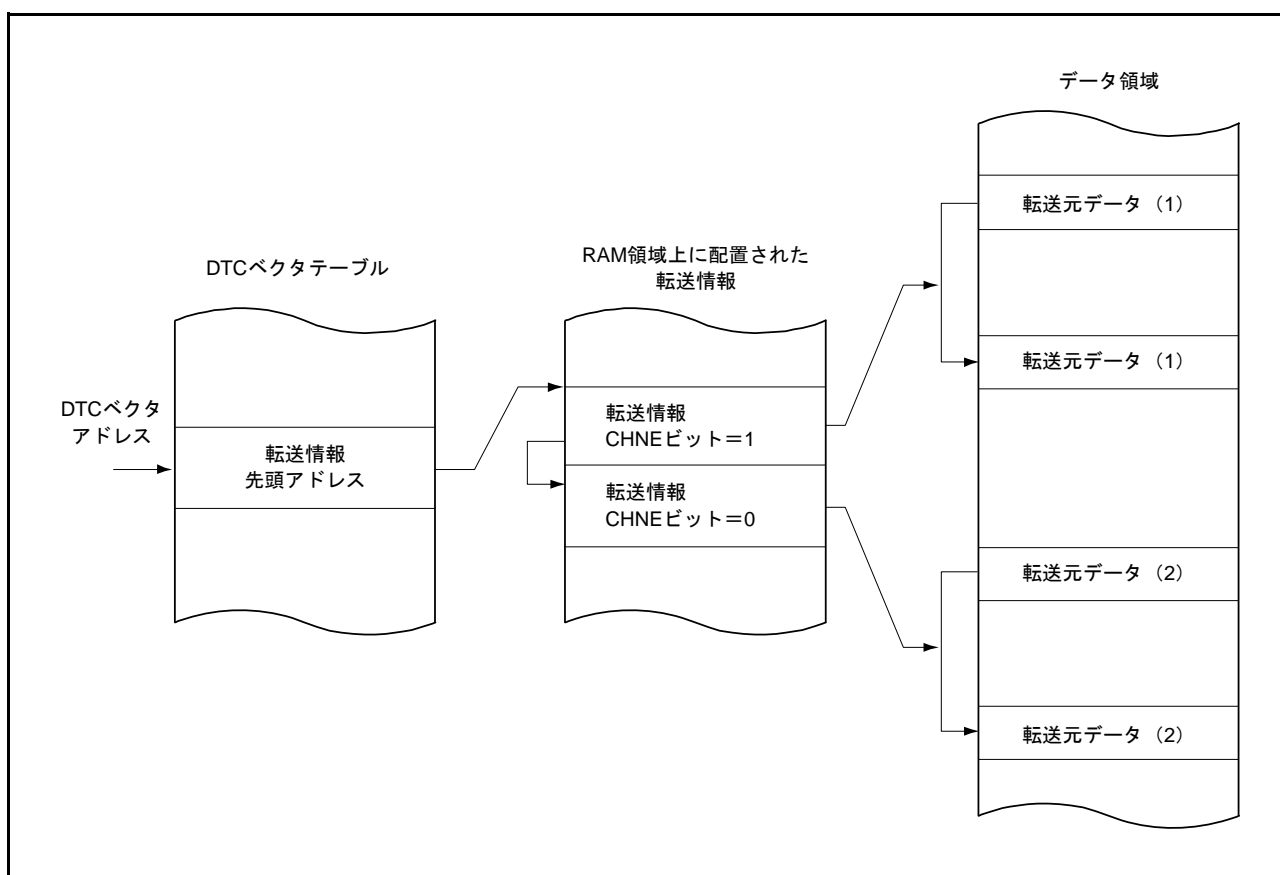 データ領域
転送元データ（1）
RAM領域上に配置された
転送情報
DTCベクタテーブル
転送元データ（1）
DTCベクタ
アドレス
転送情報
CHNEビット＝1
転送情報
先頭アドレス
転送情報
CHNEビット＝0
転送元データ（2）
転送元データ（2）